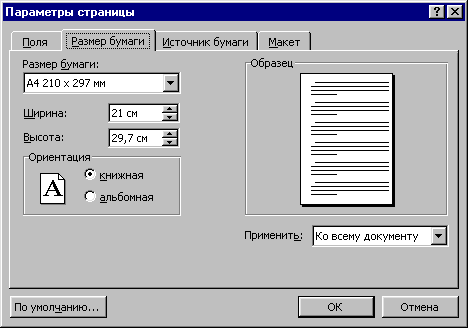 Параметры страницы
Поля
Размер бумаги
Источник бумаги
Макет
Размер бумаги:
A4 210 x 297 мм
Ширина:
21 см
Высота:
29,7 см
Ориентация
A
книжная
альбомная
Образец
Применить:
Ко всему документу
По умолчанию...
OK
Отмена